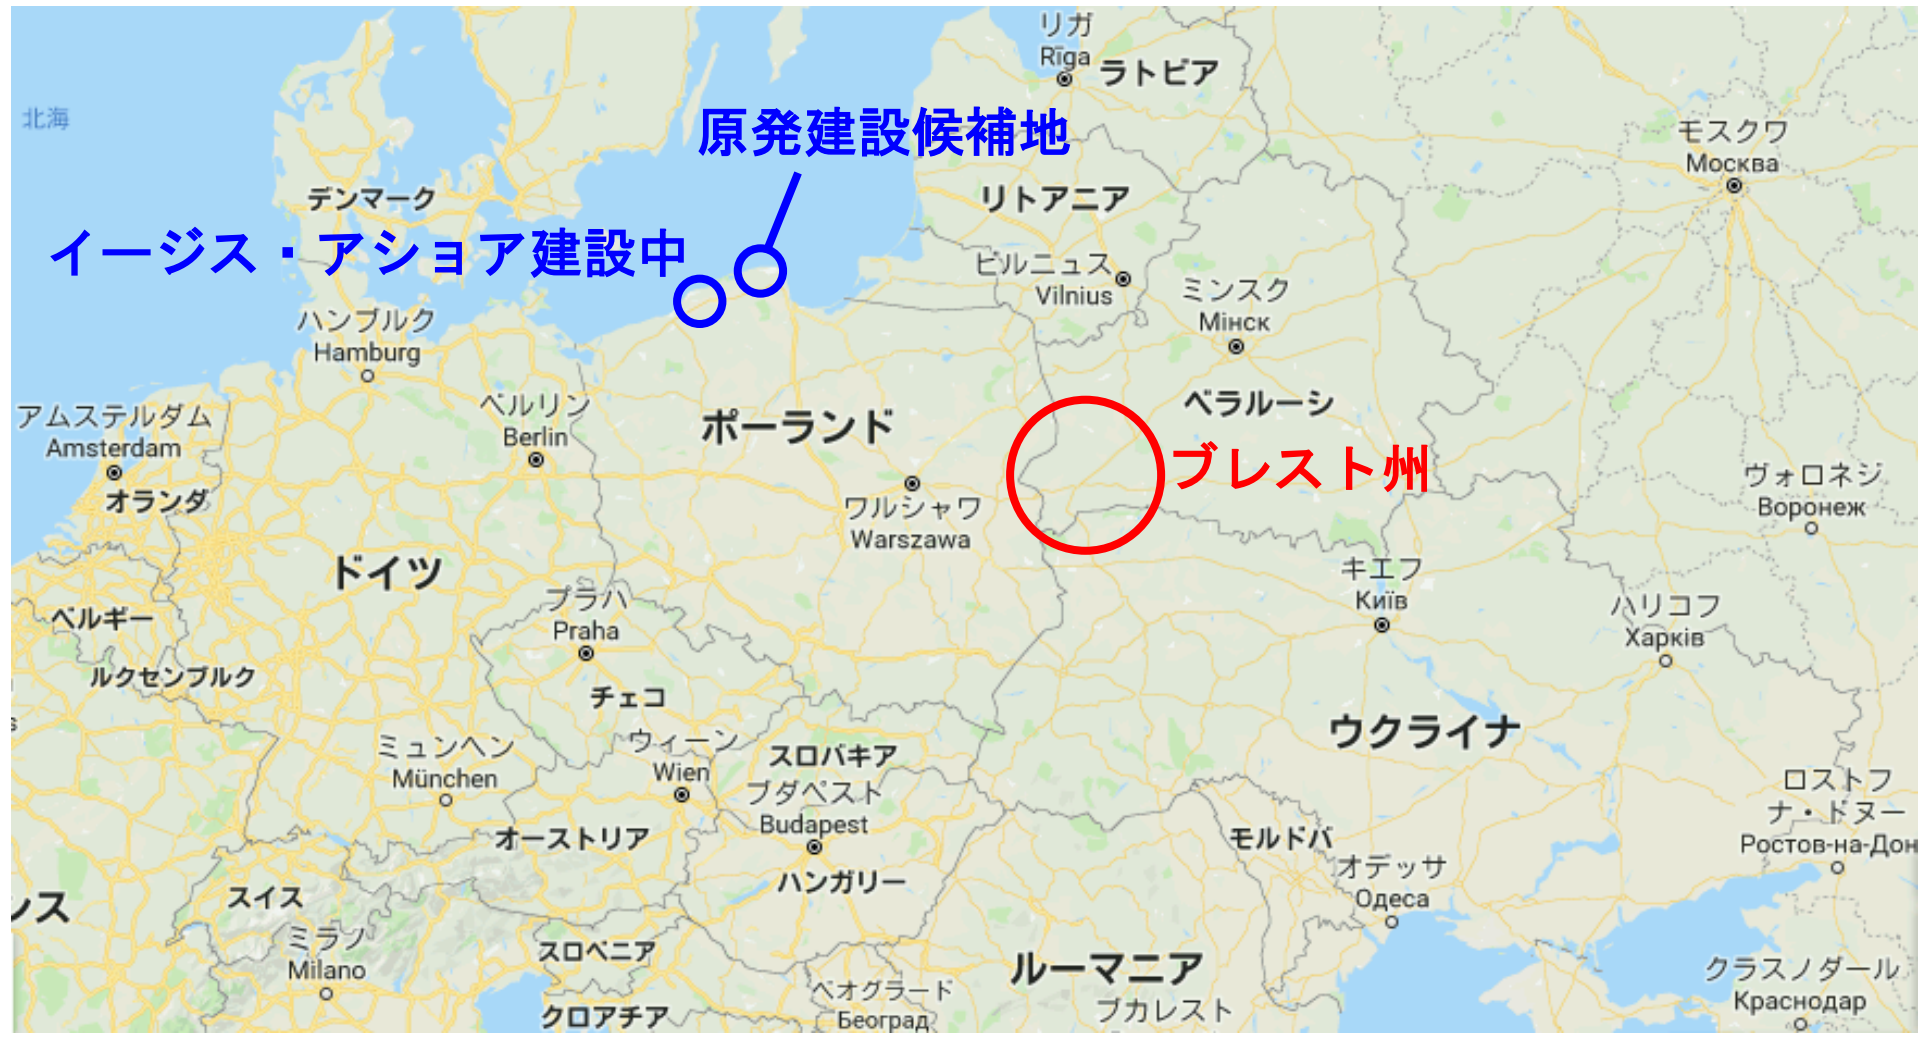 リガ
Rīga
ラトビア
北海
原発建設候補地
モスクワ
Москва
デンマーク
リトアニア
イージス・アショア建設中
ビルニュス
Vilnius
ミンスク
Мінск
ハンブルク
Hamburg
アムステルダム
Amsterdam
オランダ
ベルリン
Berlin
ポーランド
ベラルーシ
ブレスト州
ワルシャワ
Warszawa
ヴォロネジ
Воронеж
ドイツ
キエフ
Київ
ベルギー
プラハ
Praha
ハリコフ
Харків
ルクセンブルク
チェコ
s
ミュンヘン
München
ウィーン
Wien
スロバキア
ウクライナ
ブダペスト
Budapest
ロストフ
ナ・ドヌー
Ростов-на-Дон
オーストリア
モルドバ
オデッサ
Одеса
ハンガリー
スイス
ンス
ミラノ
Milano
スロベニア
ルーマニア
クラスノダール
Краснодар
ベオグラード
Београд
ブカレスト
クロアチア